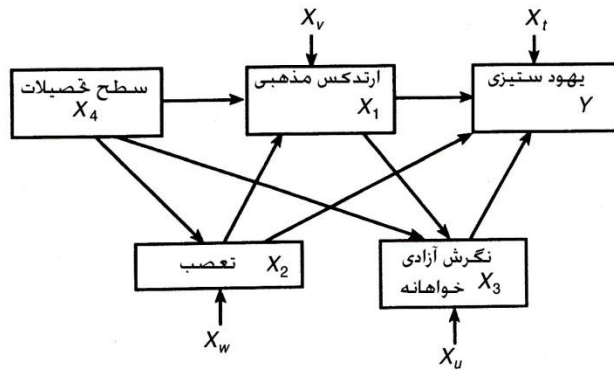 Xv
Xt
سطح تحصیلات
X4
ارتدکس مذهبی
X1
یهود ستیزی
Y
تعصب X2
نگرش آزادی
خواهانه X3
Xw
Xu